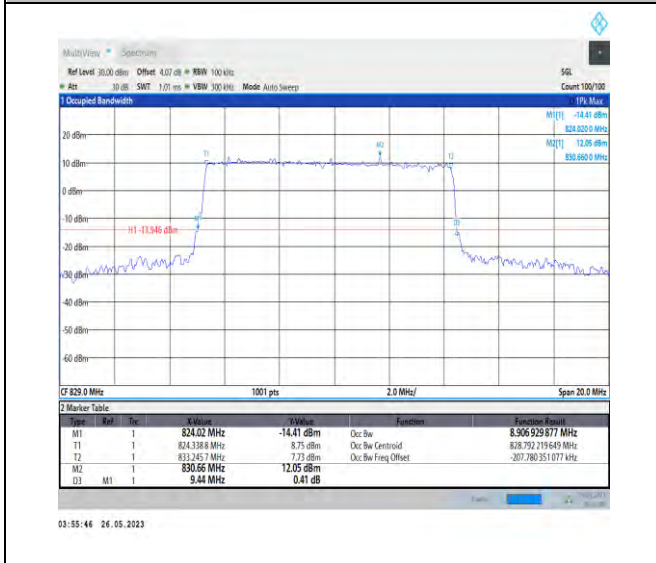 MultiView Spectrum
Ref Level 30.00 dBm Offset 4.07 dB RBW 100 kHz SGL
Att 30 dB SWT 1.01 ms VBW 300 kHz Mode Auto Sweep Count 100/100
1 Occupied Bandwidth 1Pk Max
M1[1] -14.41 dBm
824.020 0 MHz
M2[1] 12.05 dBm
830.660 0 MHz
20 dBm
10 dBm
0 dBm
-10 dBm
-20 dBm
-30 dBm
-40 dBm
-50 dBm
-60 dBm
T1
M2
T2
D3
CF 829.0 MHz 1001 pts 2.0 MHz/ Span 20.0 MHz
2 Marker Table
Type Ref Trc X-Value Y-Value Function Function Result
M1 1 824.02 MHz -14.41 dBm Occ Bw 8.906 929 877 MHz
T1 1 824.338 8 MHz 8.75 dBm Occ Bw Centroid 828.792 219 649 MHz
T2 1 833.245 7 MHz 7.73 dBm Occ Bw Freq Offset -207.780 351 077 kHz
M2 1 830.66 MHz 12.05 dBm
D3 M1 1 9.44 MHz 0.41 dB
03:55:46 26.05.2023